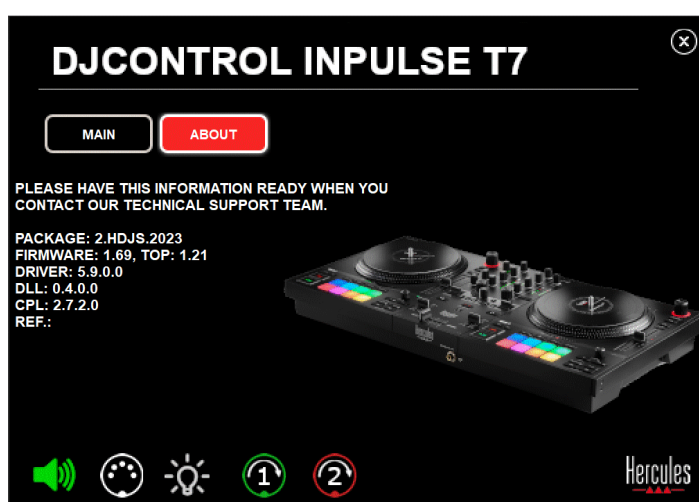 DJCONTROL INPULSE T7
MAIN
ABOUT
PLEASE HAVE THIS INFORMATION READY WHEN YOU
CONTACT OUR TECHNICAL SUPPORT TEAM.
PACKAGE: 2.HDJS.2023
FIRMWARE: 1.69, TOP: 1.21
DRIVER: 5.9.0.0
DLL: 0.4.0.0
CPL: 2.7.2.0
REF.:
1
2
Hercules